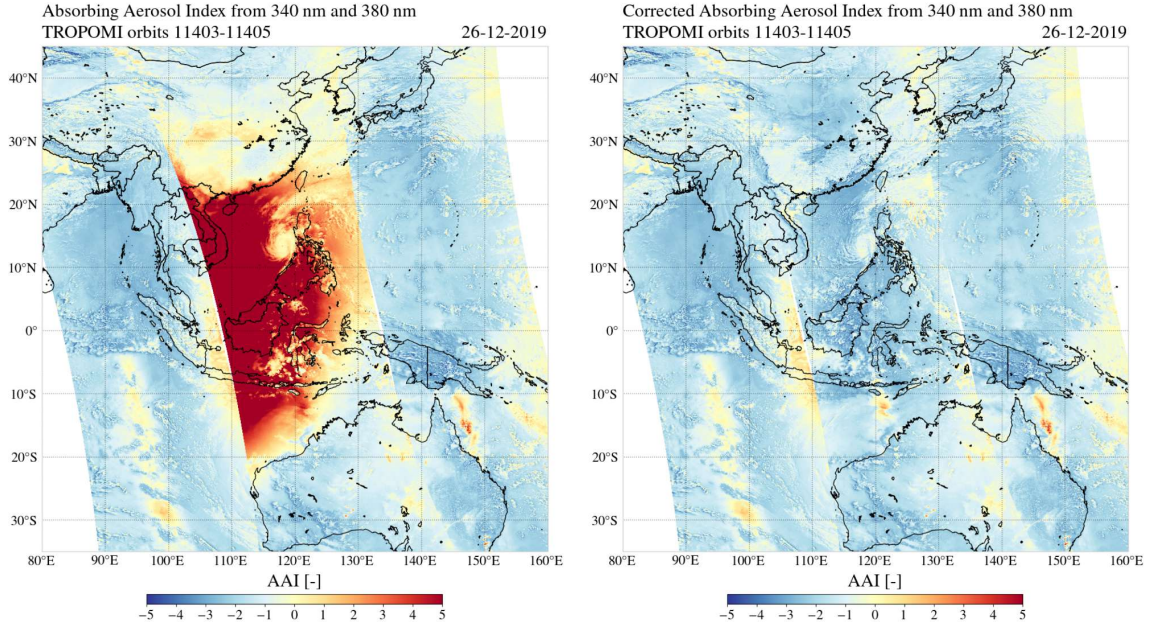 Absorbing Aerosol Index from 340 nm and 380 nm
TROPOMI orbits 11403-11405 26-12-2019
40°N
30°N
20°N
10°N
0°
10°S
20°S
30°S
80°E 90°E 100°E 110°E 120°E 130°E 140°E 150°E 160°E
AAI [-]
−5 −4 −3 −2 −1 0 1 2 3 4 5
Corrected Absorbing Aerosol Index from 340 nm and 380 nm
TROPOMI orbits 11403-11405 26-12-2019
40°N
30°N
20°N
10°N
0°
10°S
20°S
30°S
80°E 90°E 100°E 110°E 120°E 130°E 140°E 150°E 160°E
AAI [-]
−5 −4 −3 −2 −1 0 1 2 3 4 5